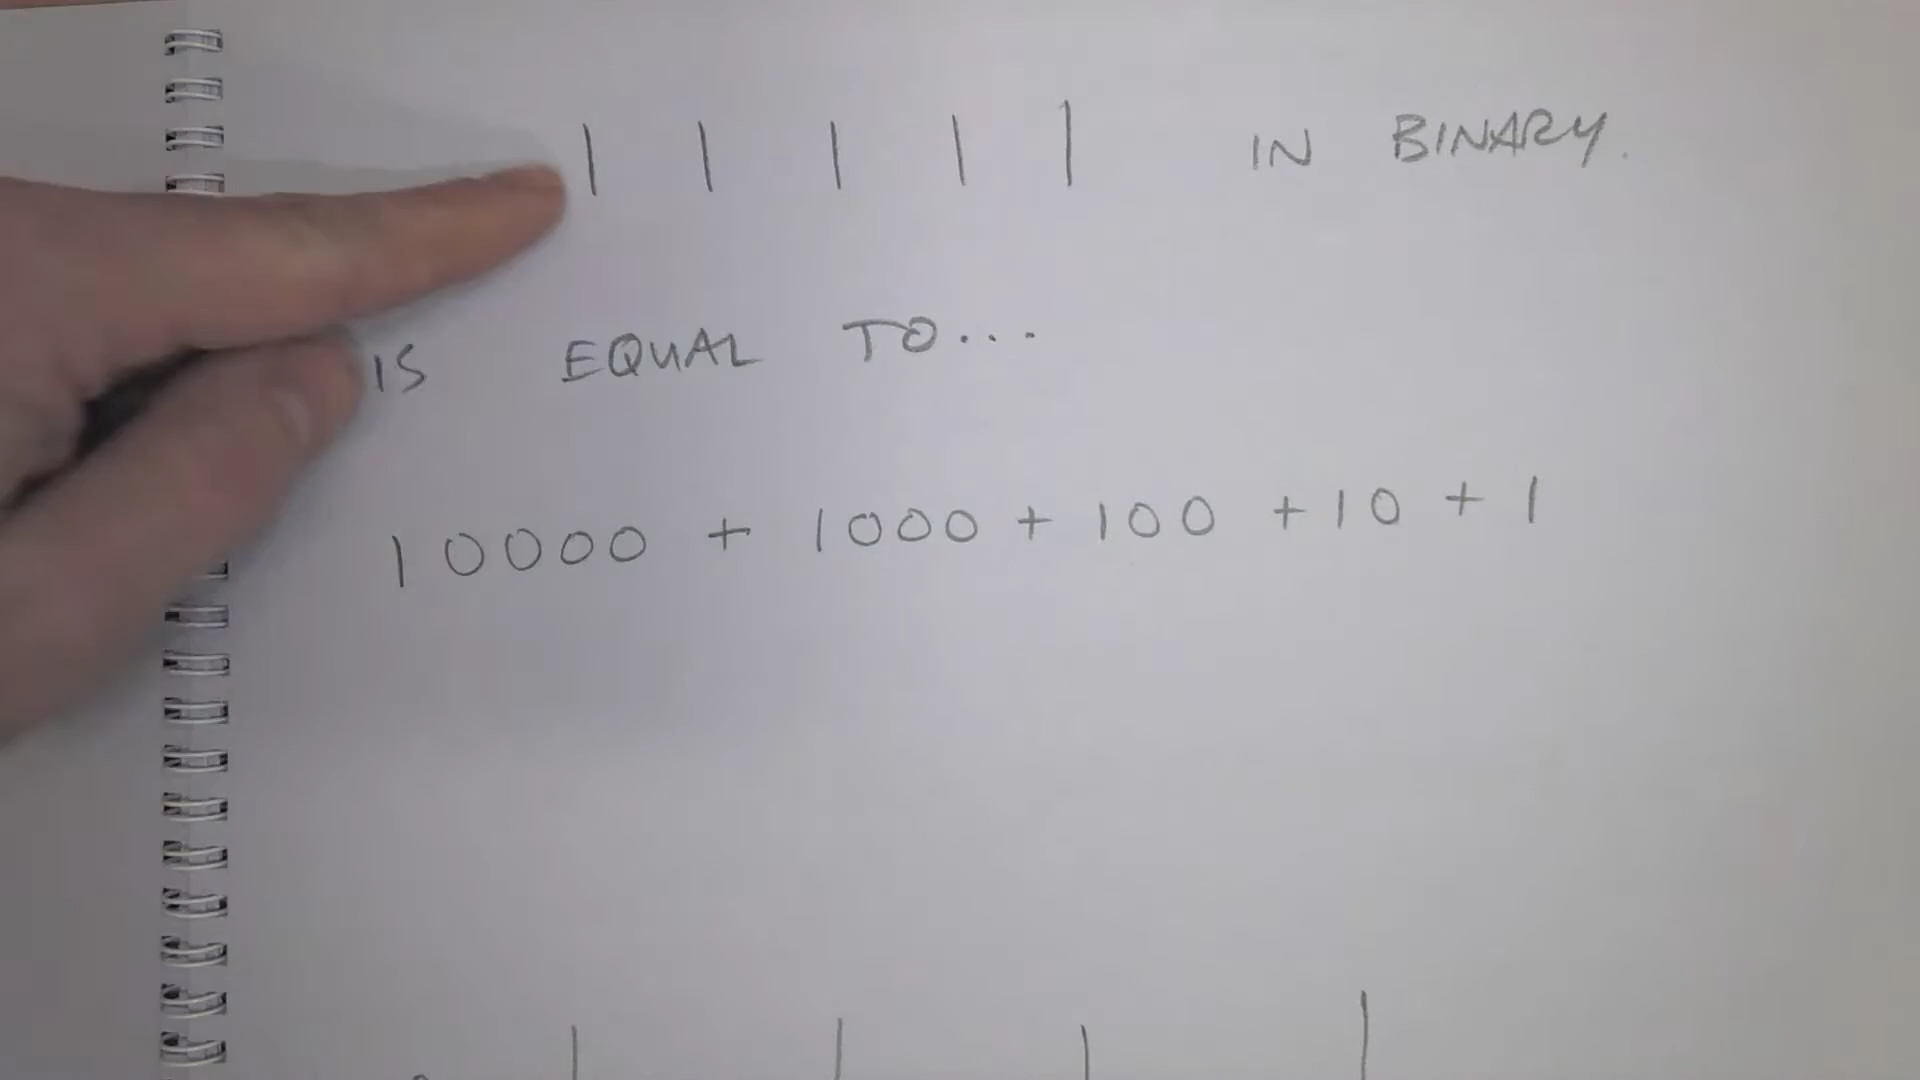 1 1 1 1 1 IN BINARY.
IS EQUAL TO...
10000 + 1000 + 100 + 10 + 1